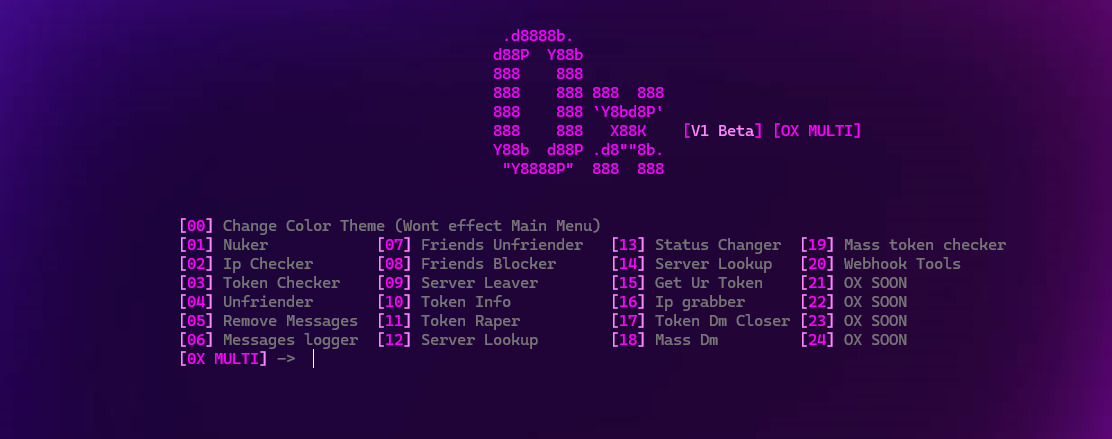 .d8888b.
d88P  Y88b
888    888
888    888 888  888
888    888 `Y8bd8P'
888    888   X88K    [V1 Beta] [OX MULTI]
Y88b  d88P .d8""8b.
"Y8888P"  888  888
[00] Change Color Theme (Wont effect Main Menu)
[01] Nuker [07] Friends Unfriender [13] Status Changer [19] Mass token checker
[02] Ip Checker [08] Friends Blocker [14] Server Lookup [20] Webhook Tools
[03] Token Checker [09] Server Leaver [15] Get Ur Token [21] OX SOON
[04] Unfriender [10] Token Info [16] Ip grabber [22] OX SOON
[05] Remove Messages [11] Token Raper [17] Token Dm Closer [23] OX SOON
[06] Messages logger [12] Server Lookup [18] Mass Dm [24] OX SOON
[0X MULTI] ->